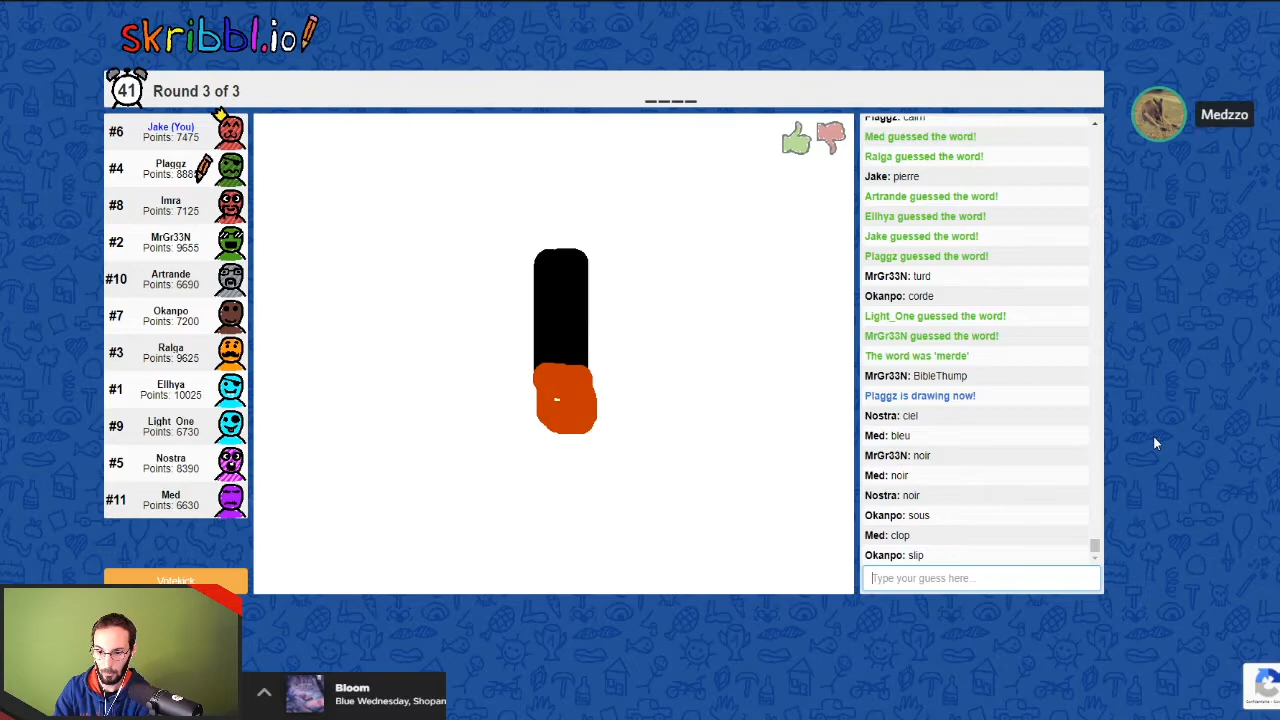 skribbl.io
41
Round 3 of 3
____
#6 Jake (You)
Points: 7475
#4 Plaggz
Points: 888
#8 Imra
Points: 7125
#2 MrGr33N
Points: 9655
#10 Artrande
Points: 6690
#7 Okanpo
Points: 7200
#3
Points: 9625
#1 Ellhya
Points: 10025
#9 Light_One
Points: 6730
#5 Nostra
Points: 8390
#11 Med
Points: 6630
Votekick
Plaggz: calm
Med guessed the word!
Ralga guessed the word!
Jake: pierre
Artrande guessed the word!
Ellhya guessed the word!
Jake guessed the word!
Plaggz guessed the word!
MrGr33N: turd
Okanpo: corde
Light_One guessed the word!
MrGr33N guessed the word!
The word was 'merde'
MrGr33N: BibleThump
Plaggz is drawing now!
Nostra: ciel
Med: bleu
MrGr33N: noir
Med: noir
Nostra: noir
Okanpo: sous
Med: clop
Okanpo: slip
Type your guess here...
Medzzo
Bloom
Blue Wednesday, Shopan